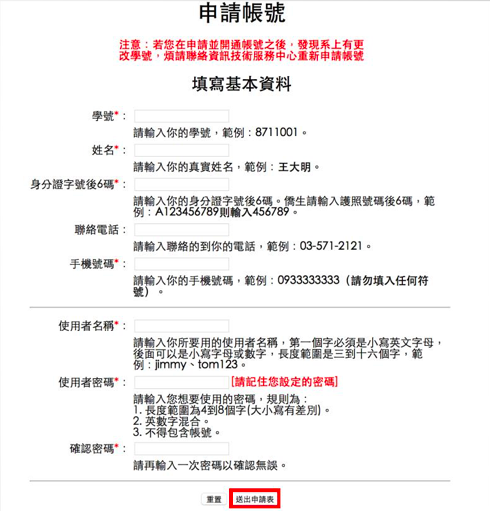 申請帳號
注意：若您在申請並開通帳號之後，發現系上有更
改學號，煩請聯絡資訊技術服務中心重新申請帳號
填寫基本資料
學號*：
請輸入你的學號，範例：8711001。
姓名*：
請輸入你的真實姓名，範例：王大明。
身分證字號後6碼*：
請輸入你的身分證字號後6碼。僑生請輸入護照號碼後6碼，範
例：A123456789則輸入456789。
聯絡電話：
請輸入聯絡的到你的電話，範例：03-571-2121。
手機號碼*：
請輸入你的手機號碼，範例：0933333333（請勿填入任何符
號）。
使用者名稱*：
請輸入你所要用的使用者名稱，第一個字必須是小寫英文字母，
後面可以是小寫字母或數字，長度範圍是三到十六個字，範
例：jimmy、tom123。
使用者密碼*： [請記住您設定的密碼]
請輸入您想要使用的密碼，規則為：
1. 長度範圍為4到8個字(大小寫有差別)。
2. 英數字混合。
3. 不得包含帳號。
確認密碼*：
請再輸入一次密碼以確認無誤。
重置 送出申請表